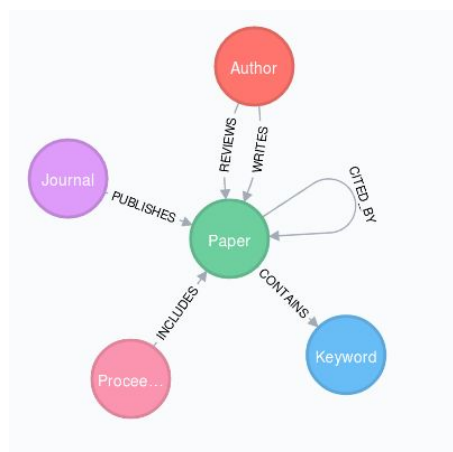 Author
REVIEWS
WRITES
Journal
PUBLISHES
CITED_BY
Paper
INCLUDES
CONTAINS
Procee...
Keyword